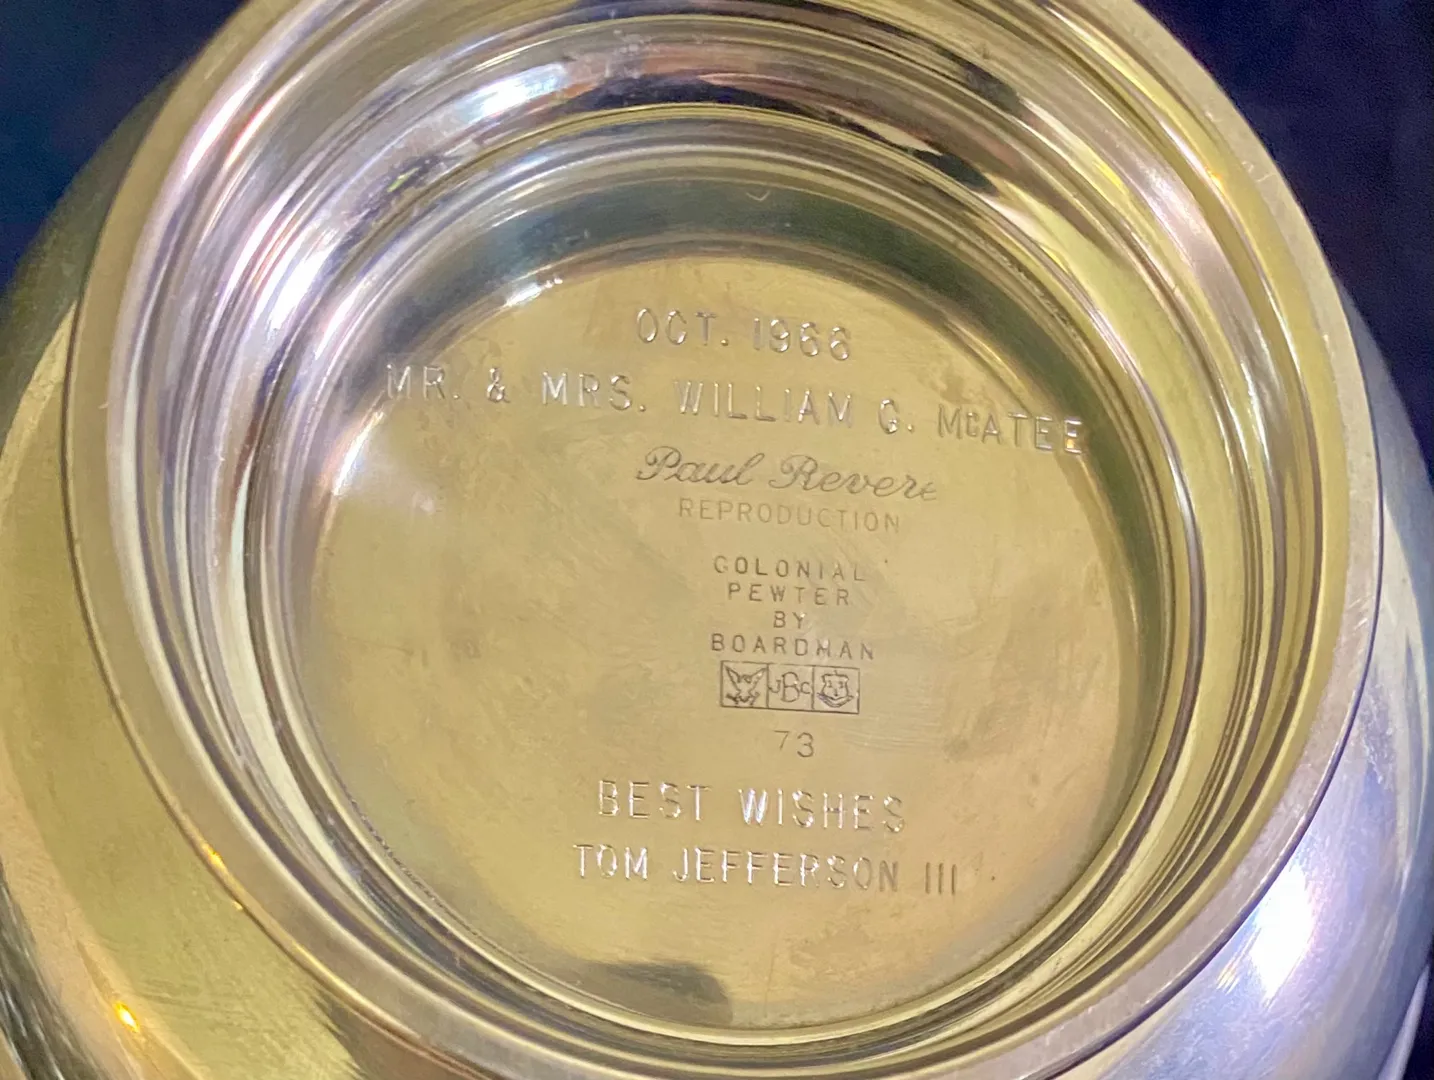 OCT. 1966
MR. & MRS. WILLIAM G. McATEE
Paul Revere
REPRODUCTION
COLONIAL
PEWTER
BY
BOARDMAN
JBC
73
BEST WISHES
TOM JEFFERSON III